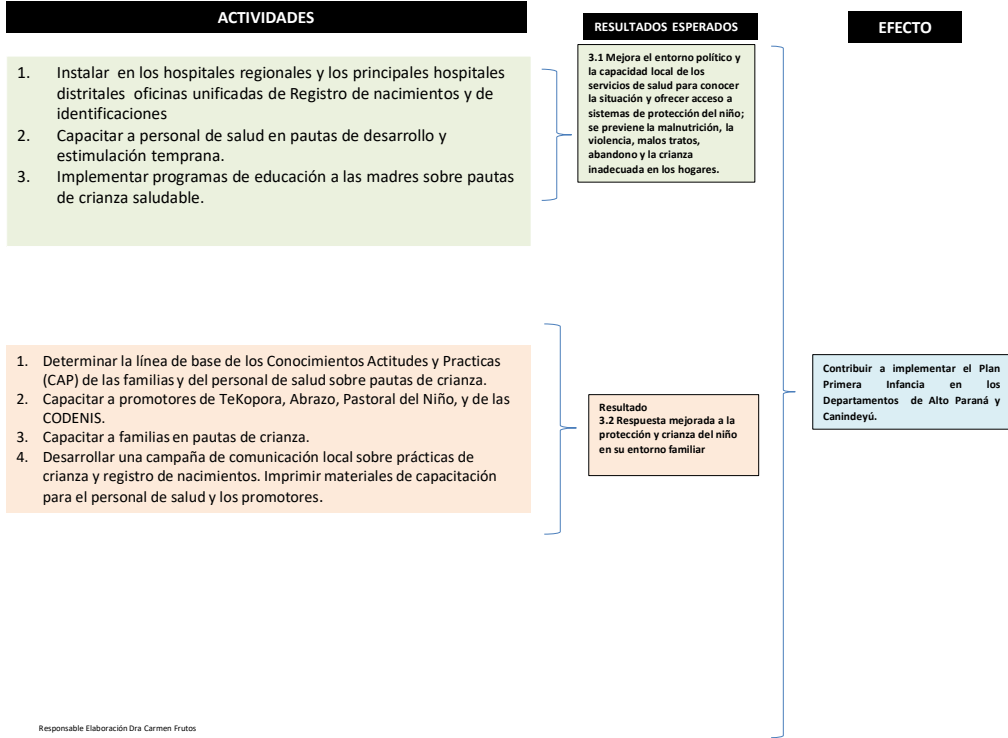 ACTIVIDADES
RESULTADOS ESPERADOS
EFECTO
1. Instalar en los hospitales regionales y los principales hospitales
distritales oficinas unificadas de Registro de nacimientos y de
identificaciones
2. Capacitar a personal de salud en pautas de desarrollo y
estimulación temprana.
3. Implementar programas de educación a las madres sobre pautas
de crianza saludable.
3.1 Mejora el entorno político y
la capacidad local de los
servicios de salud para conocer
la situación y ofrecer acceso a
sistemas de protección del niño;
se previene la malnutrición, la
violencia, malos tratos,
abandono y la crianza
inadecuada en los hogares.
1. Determinar la línea de base de los Conocimientos Actitudes y Practicas
(CAP) de las familias y del personal de salud sobre pautas de crianza.
2. Capacitar a promotores de TeKopora, Abrazo, Pastoral del Niño, y de las
CODENIS.
3. Capacitar a familias en pautas de crianza.
4. Desarrollar una campaña de comunicación local sobre prácticas de
crianza y registro de nacimientos. Imprimir materiales de capacitación
para el personal de salud y los promotores.
Resultado
3.2 Respuesta mejorada a la
protección y crianza del niño
en su entorno familiar
Contribuir a implementar el Plan
Primera Infancia en los
Departamentos de Alto Paraná y
Canindeyú.
Responsable Elaboración Dra Carmen Frutos